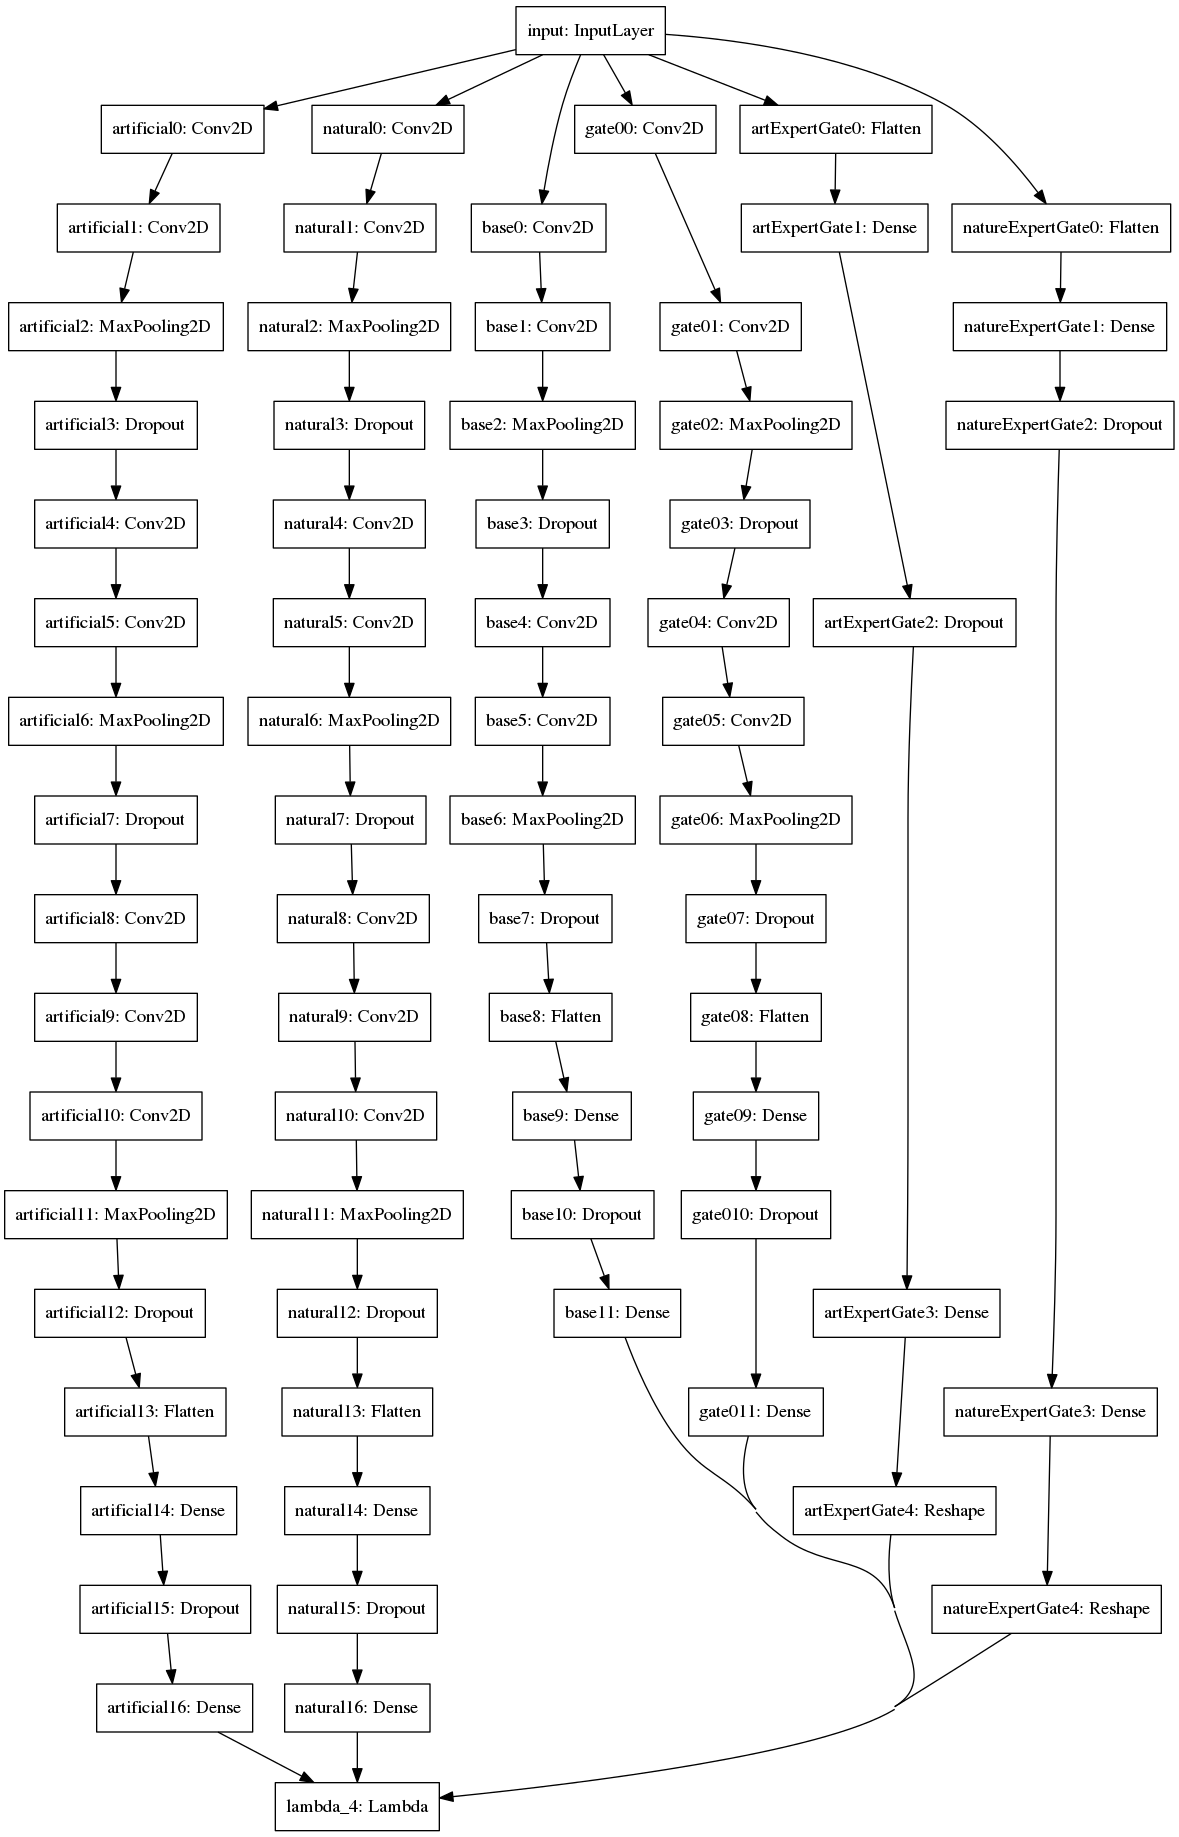 input: InputLayer
artificial0: Conv2D
natural0: Conv2D
gate00: Conv2D
artExpertGate0: Flatten
artificial1: Conv2D
natural1: Conv2D
base0: Conv2D
artExpertGate1: Dense
natureExpertGate0: Flatten
artificial2: MaxPooling2D
natural2: MaxPooling2D
base1: Conv2D
gate01: Conv2D
natureExpertGate1: Dense
artificial3: Dropout
natural3: Dropout
base2: MaxPooling2D
gate02: MaxPooling2D
natureExpertGate2: Dropout
artificial4: Conv2D
natural4: Conv2D
base3: Dropout
gate03: Dropout
artificial5: Conv2D
natural5: Conv2D
base4: Conv2D
gate04: Conv2D
artExpertGate2: Dropout
artificial6: MaxPooling2D
natural6: MaxPooling2D
base5: Conv2D
gate05: Conv2D
artificial7: Dropout
natural7: Dropout
base6: MaxPooling2D
gate06: MaxPooling2D
artificial8: Conv2D
natural8: Conv2D
base7: Dropout
gate07: Dropout
artificial9: Conv2D
natural9: Conv2D
base8: Flatten
gate08: Flatten
artificial10: Conv2D
natural10: Conv2D
base9: Dense
gate09: Dense
artificial11: MaxPooling2D
natural11: MaxPooling2D
base10: Dropout
gate010: Dropout
artificial12: Dropout
natural12: Dropout
base11: Dense
artExpertGate3: Dense
artificial13: Flatten
natural13: Flatten
gate011: Dense
natureExpertGate3: Dense
artificial14: Dense
natural14: Dense
artExpertGate4: Reshape
artificial15: Dropout
natural15: Dropout
natureExpertGate4: Reshape
artificial16: Dense
natural16: Dense
lambda_4: Lambda